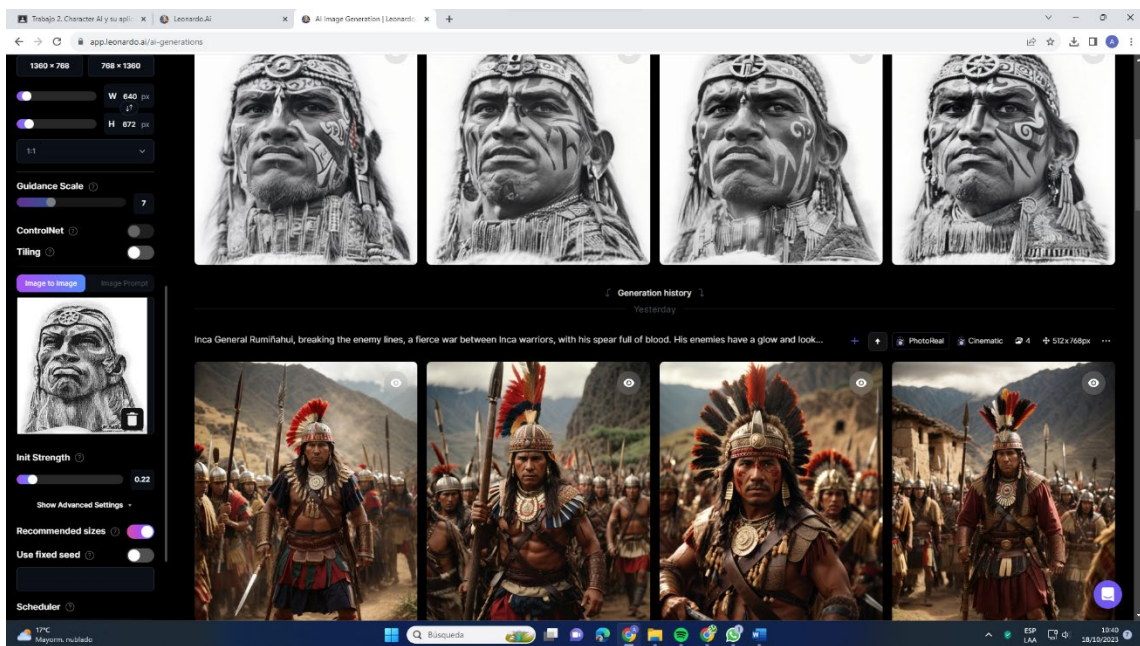 Trabajo 2. Character AI y su aplic
Leonardo.Ai
AI Image Generation | Leonardo
app.leonardo.ai/ai-generations
1360 × 768 768 × 1360
W 640 px
H 672 px
1:1
Guidance Scale
7
ControlNet
Tiling
Image to Image Image Prompt
Init Strength
0.22
Show Advanced Settings
Recommended sizes
Use fixed seed
Scheduler
Generation history
Yesterday
Inca General Rumiñahui, breaking the enemy lines, a fierce war between Inca warriors, with his spear full of blood. His enemies have a glow and look...
PhotoReal Cinematic 4 512x768px
17°C
Mayorm. nublado
Búsqueda
ESP
LAA
10:40
18/10/2023